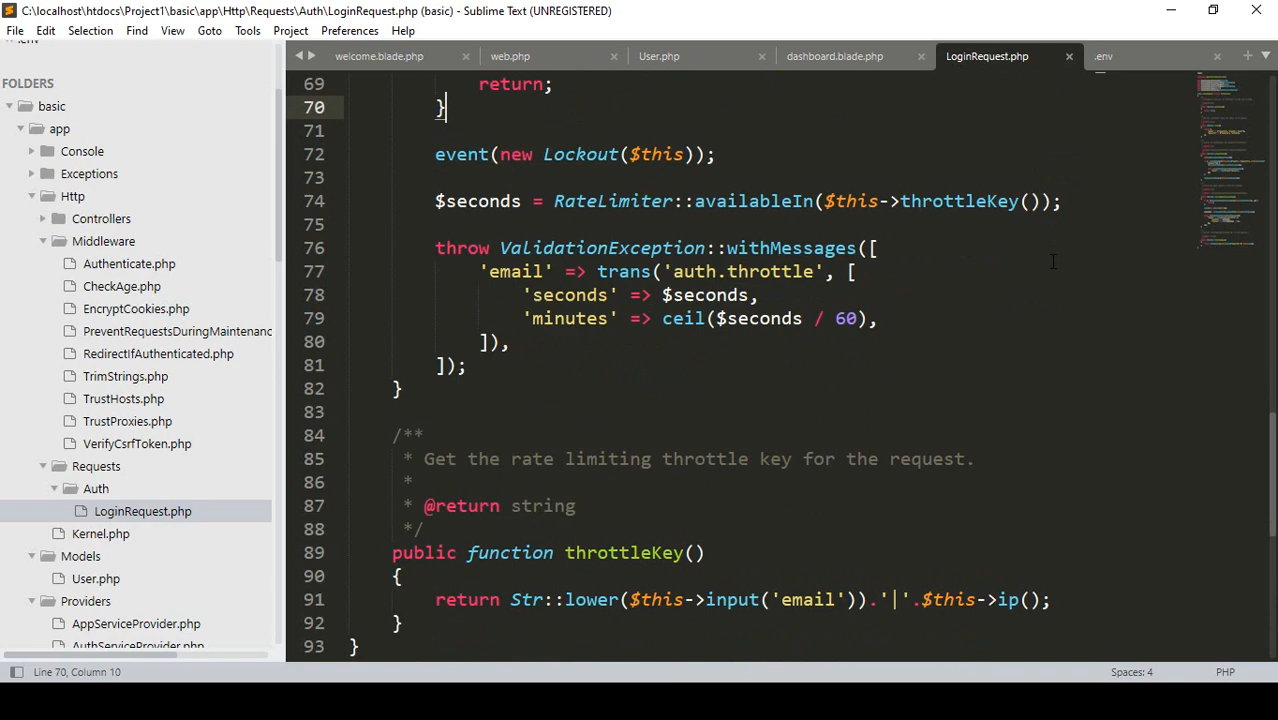 C:\localhost\htdocs\Project1\basic\app\Http\Requests\Auth\LoginRequest.php (basic) - Sublime Text (UNREGISTERED)
File Edit Selection Find View Goto Tools Project Preferences Help
welcome.blade.php × web.php × User.php × dashboard.blade.php × LoginRequest.php × .env × +
.env
FOLDERS
basic
app
Console
Exceptions
Http
Controllers
Middleware
Authenticate.php
CheckAge.php
EncryptCookies.php
PreventRequestsDuringMaintenance
RedirectIfAuthenticated.php
TrimStrings.php
TrustHosts.php
TrustProxies.php
VerifyCsrfToken.php
Requests
Auth
LoginRequest.php
Kernel.php
Models
User.php
Providers
AppServiceProvider.php
AuthServiceProvider.php
69 return;
70 }
71
72 event(new Lockout($this));
73
74 $seconds = RateLimiter::availableIn($this->throttleKey());
75
76 throw ValidationException::withMessages([
77 'email' => trans('auth.throttle', [
78 'seconds' => $seconds,
79 'minutes' => ceil($seconds / 60),
80 ]),
81 ]);
82 }
83
84 /**
85 * Get the rate limiting throttle key for the request.
86 *
87 * @return string
88 */
89 public function throttleKey()
90 {
91 return Str::lower($this->input('email')).'|'.$this->ip();
92 }
93 }
Line 70, Column 10 Spaces: 4 PHP